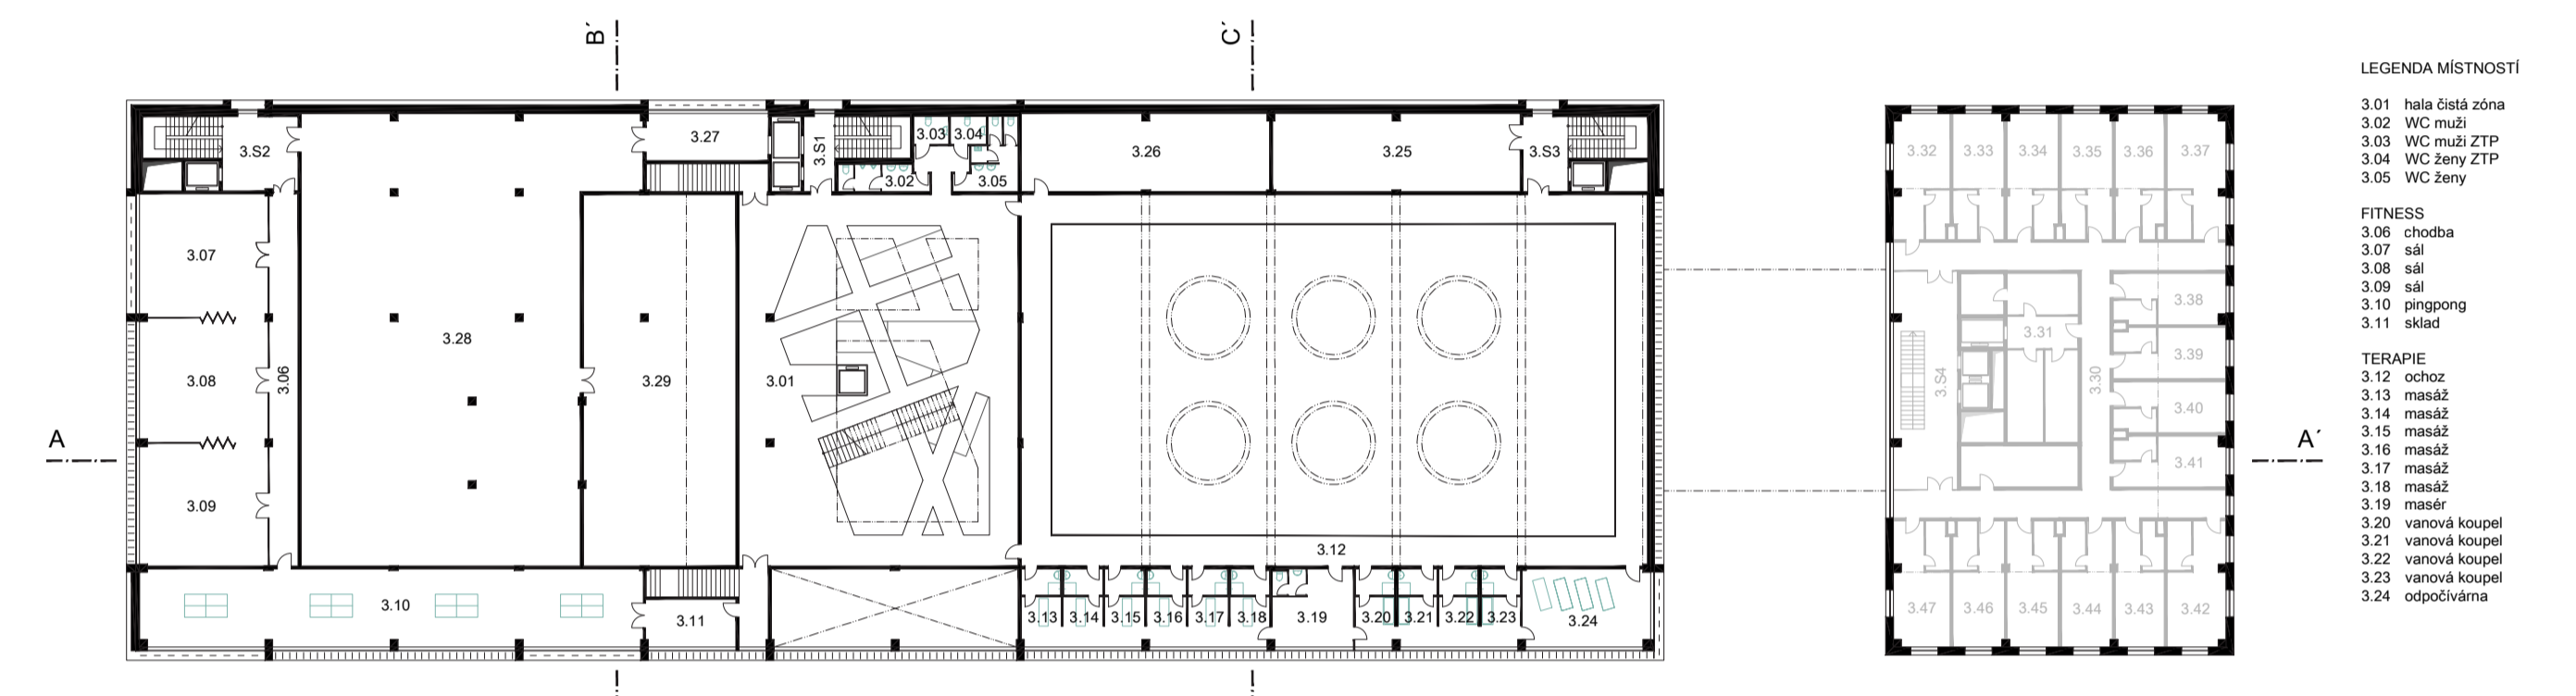 B´
C´
3.S2
3.27
3.S1
3.03
3.04
3.02
3.05
3.26
3.25
3.S3
3.07
3.08
3.09
3.06
3.28
3.29
3.01
3.12
3.10
3.11
3.13
3.14
3.15
3.16
3.17
3.18
3.19
3.20
3.21
3.22
3.23
3.24
A
A´
3.32
3.33
3.34
3.35
3.36
3.37
3.38
3.31
3.39
3.S4
3.30
3.40
3.41
3.47
3.46
3.45
3.44
3.43
3.42
LEGENDA MÍSTNOSTÍ
3.01 hala čistá zóna
3.02 WC muži
3.03 WC muži ZTP
3.04 WC ženy ZTP
3.05 WC ženy
FITNESS
3.06 chodba
3.07 sál
3.08 sál
3.09 sál
3.10 pingpong
3.11 sklad
TERAPIE
3.12 ochoz
3.13 masáž
3.14 masáž
3.15 masáž
3.16 masáž
3.17 masáž
3.18 masáž
3.19 masér
3.20 vanová koupel
3.21 vanová koupel
3.22 vanová koupel
3.23 vanová koupel
3.24 odpočívárna